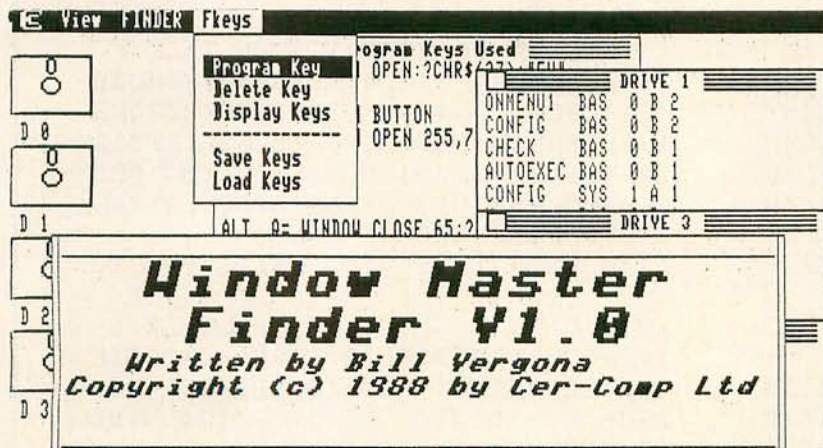 C View FINDER Fkeys
Program Key
Delete Key
Display Keys
Save Keys
Load Keys
ogram Keys Used
OPEN:?CHR$(27)
BUTTON
OPEN 255,7
ALT A= WINDOW CLOSE 65:?
DRIVE 1
ONMENU1 BAS 0 B 2
CONFIG BAS 0 B 2
CHECK BAS 0 B 1
AUTOEXEC BAS 0 B 1
CONFIG SYS 1 A 1
DRIVE 3
D 0
D 1
D 2
D 3
Window Master
Finder V1.0
Written by Bill Vergona
Copyright (c) 1988 by Cer-Comp Ltd